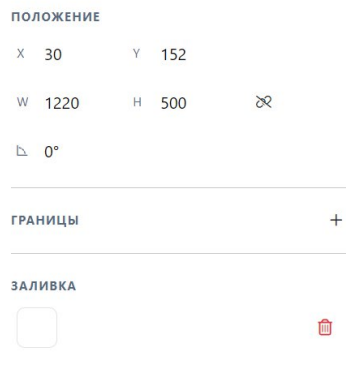 ПОЛОЖЕНИЕ
X 30 Y 152
W 1220 H 500
0°
ГРАНИЦЫ +
ЗАЛИВКА